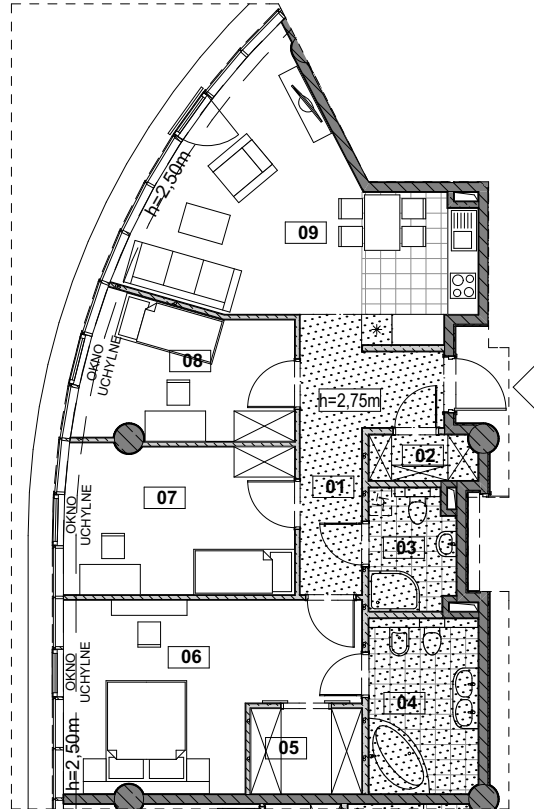 h=2,50m
09
08
OKNO
UCHYLNE
h=2,75m
02
01
07
OKNO
UCHYLNE
03
06
OKNO
UCHYLNE
04
05
h=2,50m